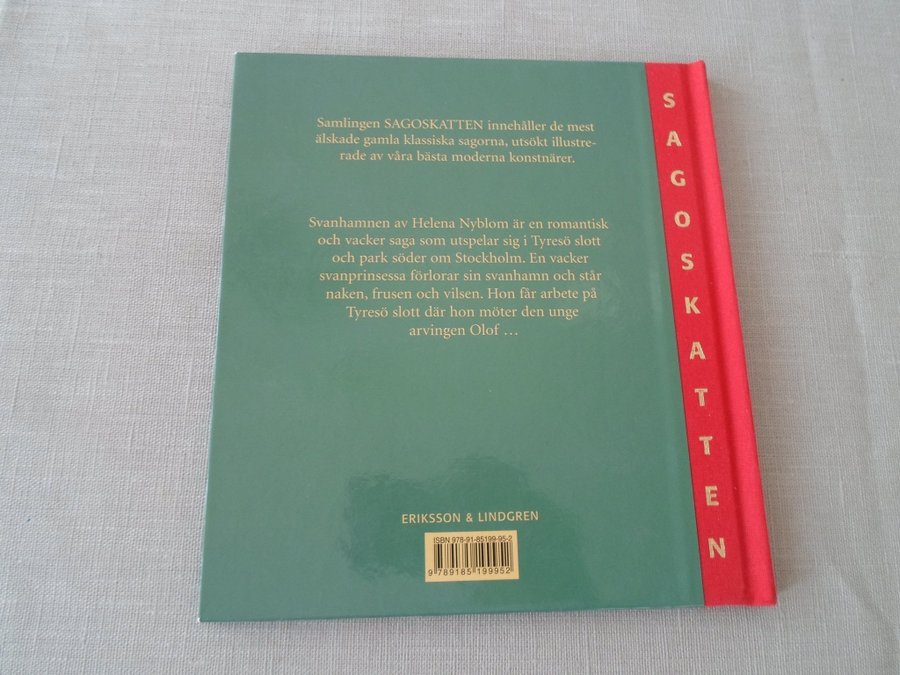 Samlingen SAGOSKATTEN innehåller de mest
älskade gamla klassiska sagorna, utsökt illustre-
rade av våra bästa moderna konstnärer.
Svanhamnen av Helena Nyblom är en romantisk
och vacker saga som utspelar sig i Tyresö slott
och park söder om Stockholm. En vacker
svanprinsessa förlorar sin svanhamn och står
naken, frusen och vilsen. Hon får arbete på
Tyresö slott där hon möter den unge
arvingen Olof …
ERIKSSON & LINDGREN
ISBN 978-91-85199-95-2
9 789185 199952
SAGOSKATTEN